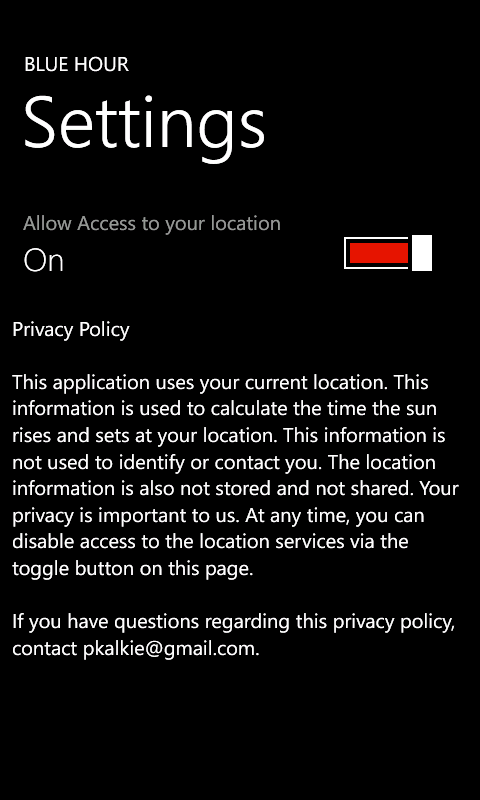 BLUE HOUR
Settings
Allow Access to your location
On
Privacy Policy
This application uses your current location. This
information is used to calculate the time the sun
rises and sets at your location. This information is
not used to identify or contact you. The location
information is also not stored and not shared. Your
privacy is important to us. At any time, you can
disable access to the location services via the
toggle button on this page.
If you have questions regarding this privacy policy,
contact pkalkie@gmail.com.